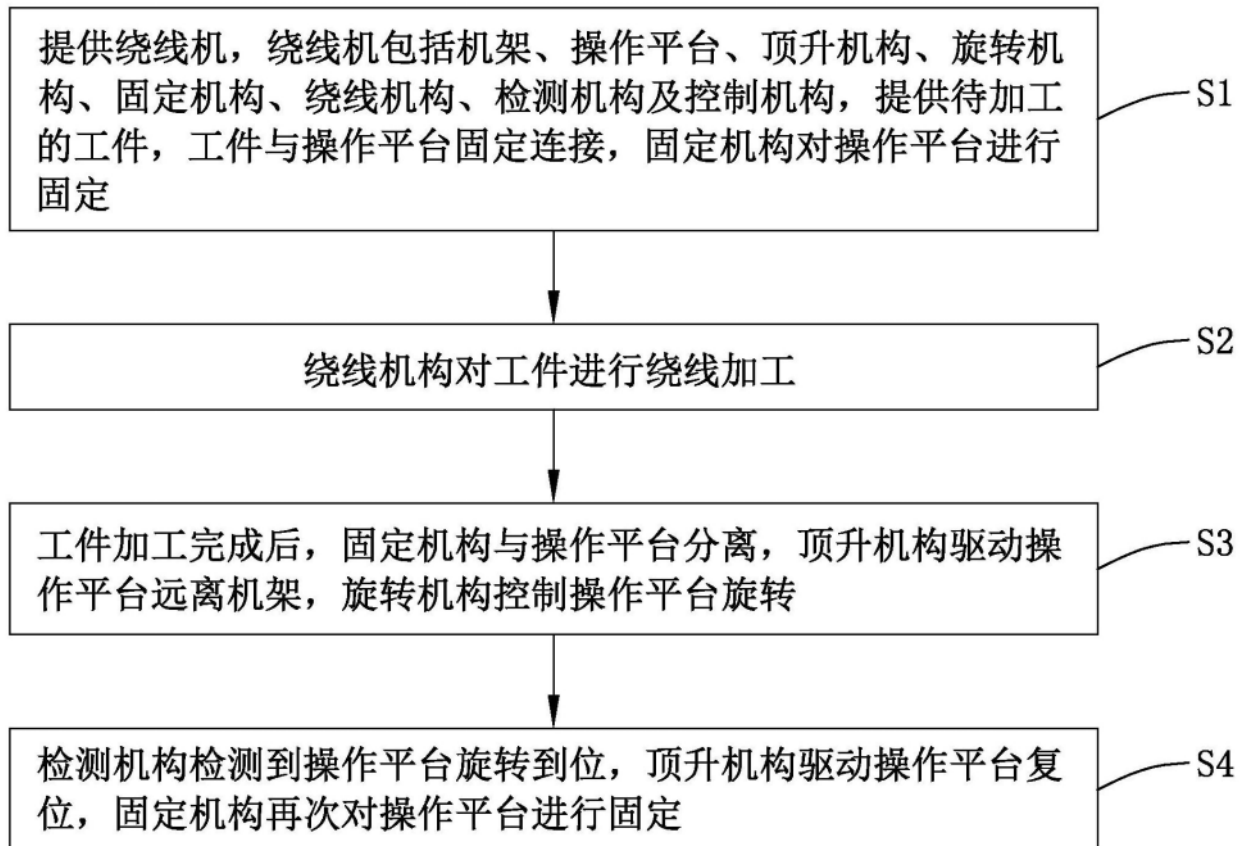 提供绕线机，绕线机包括机架、操作平台、顶升机构、旋转机
构、固定机构、绕线机构、检测机构及控制机构，提供待加工
的工件，工件与操作平台固定连接，固定机构对操作平台进行
固定
S1
绕线机构对工件进行绕线加工
S2
工件加工完成后，固定机构与操作平台分离，顶升机构驱动操
作平台远离机架，旋转机构控制操作平台旋转
S3
检测机构检测到操作平台旋转到位，顶升机构驱动操作平台复
位，固定机构再次对操作平台进行固定
S4